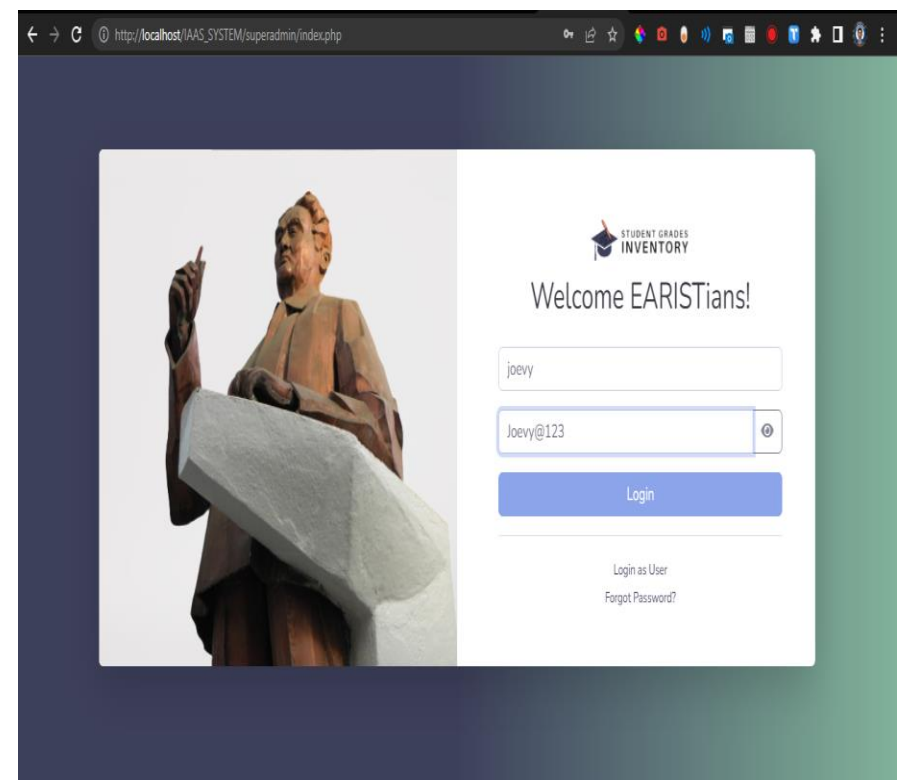 http://localhost/IAAS_SYSTEM/superadmin/index.php
STUDENT GRADES
INVENTORY
Welcome EARISTians!
joevy
Joevy@123
Login
Login as User
Forgot Password?